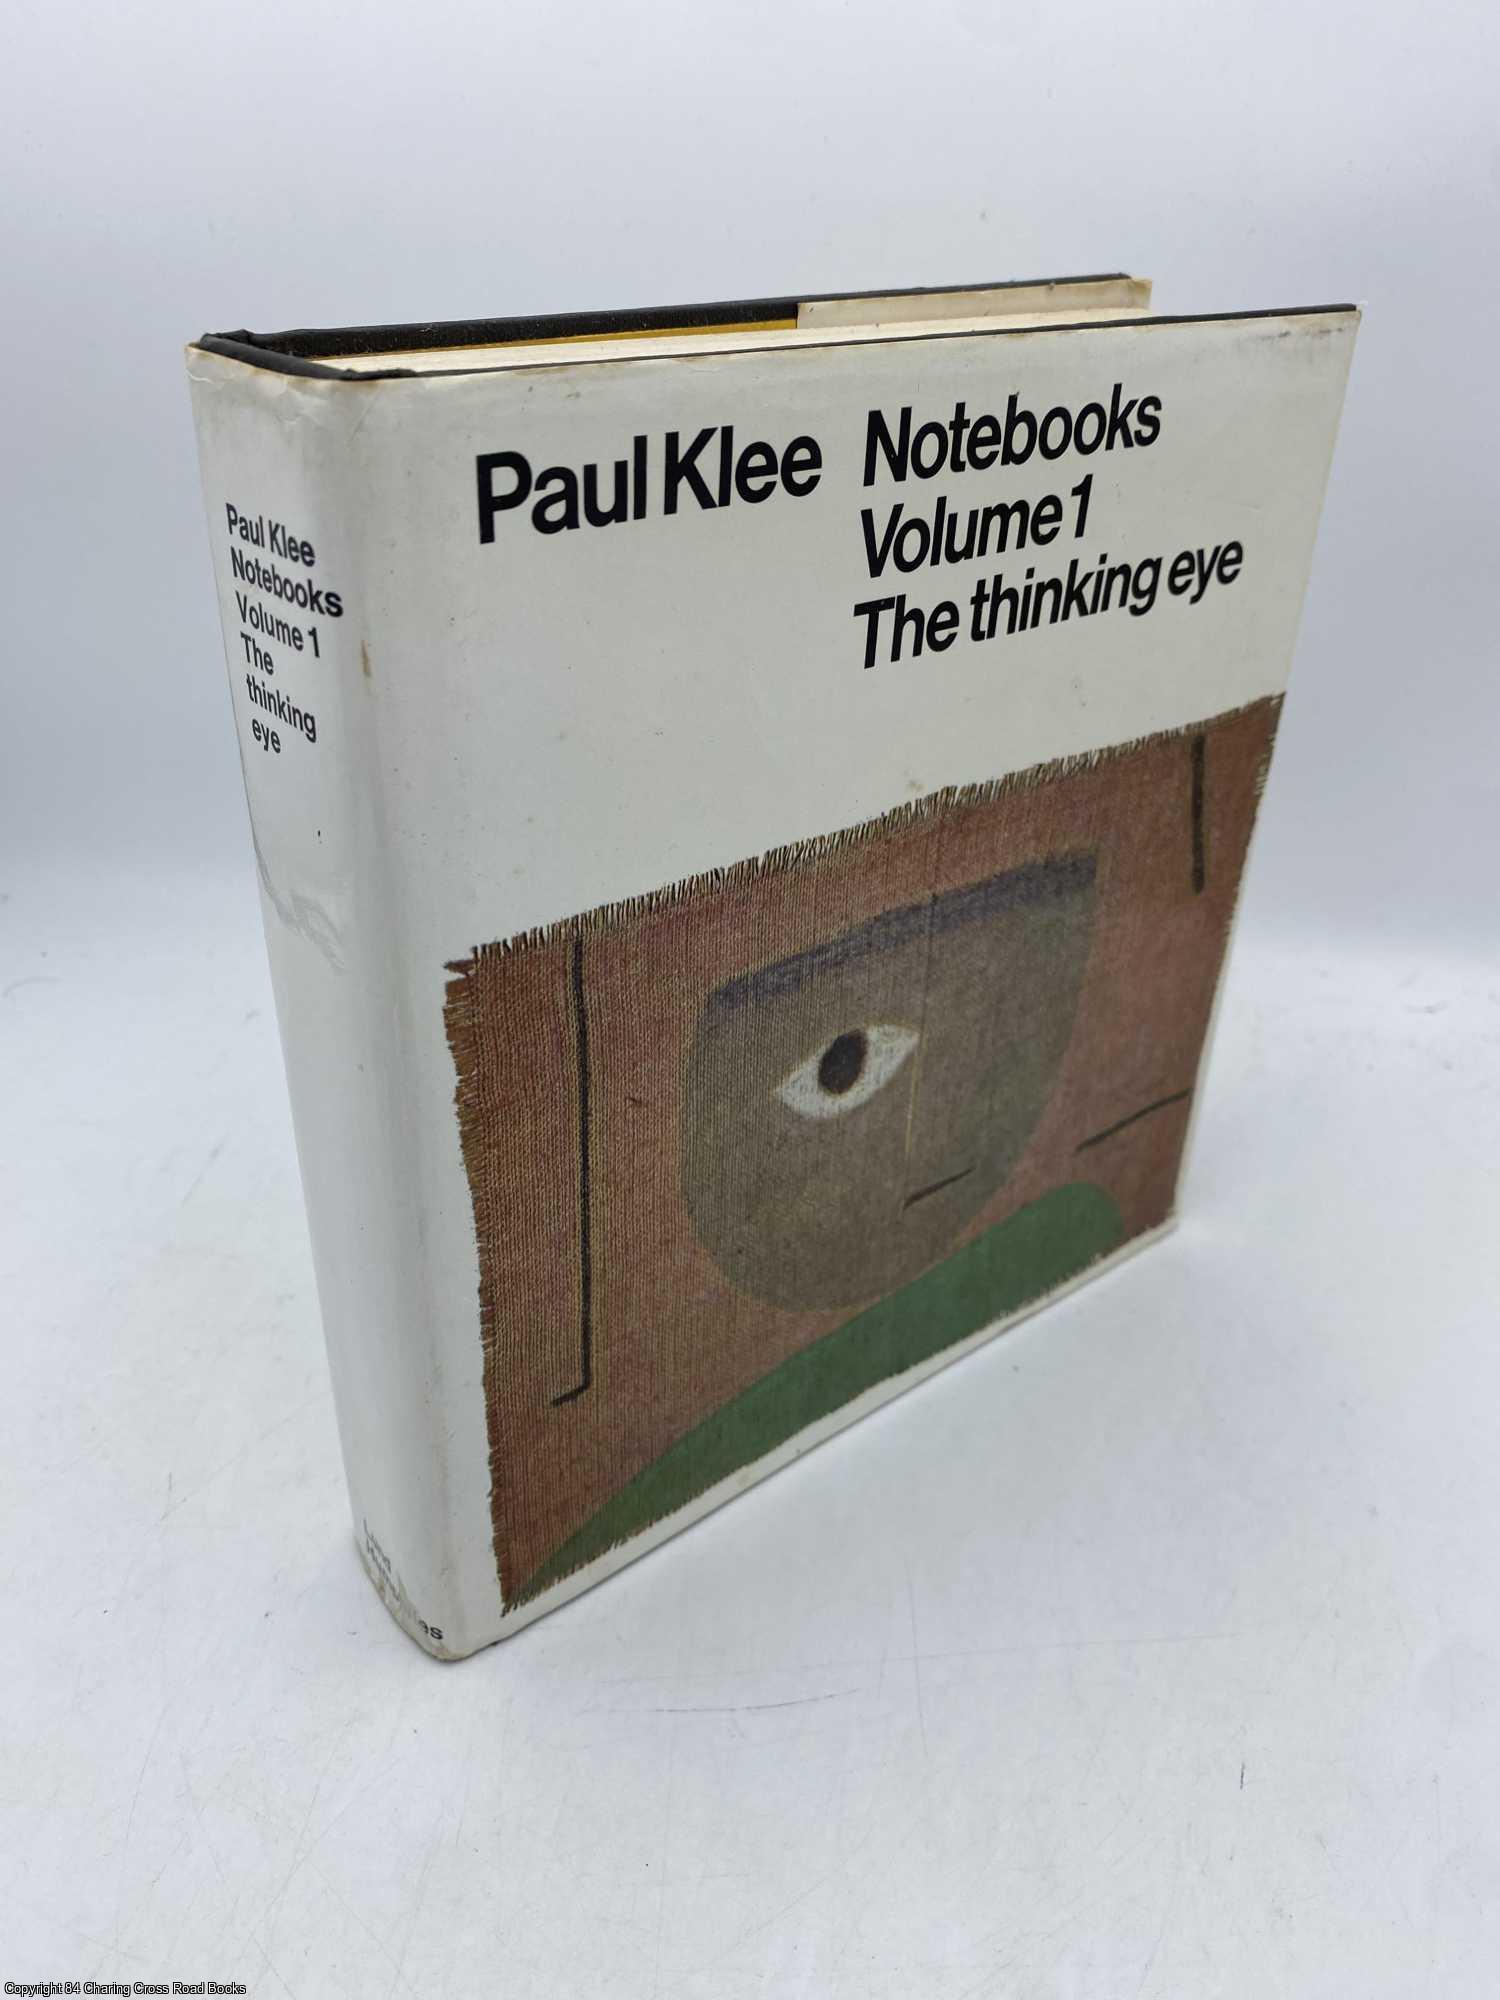 Paul Klee
Notebooks
Volume 1
The thinking eye
Paul Klee
Notebooks
Volume 1
The
thinking
eye
Copyright 84 Charing Cross Road Books